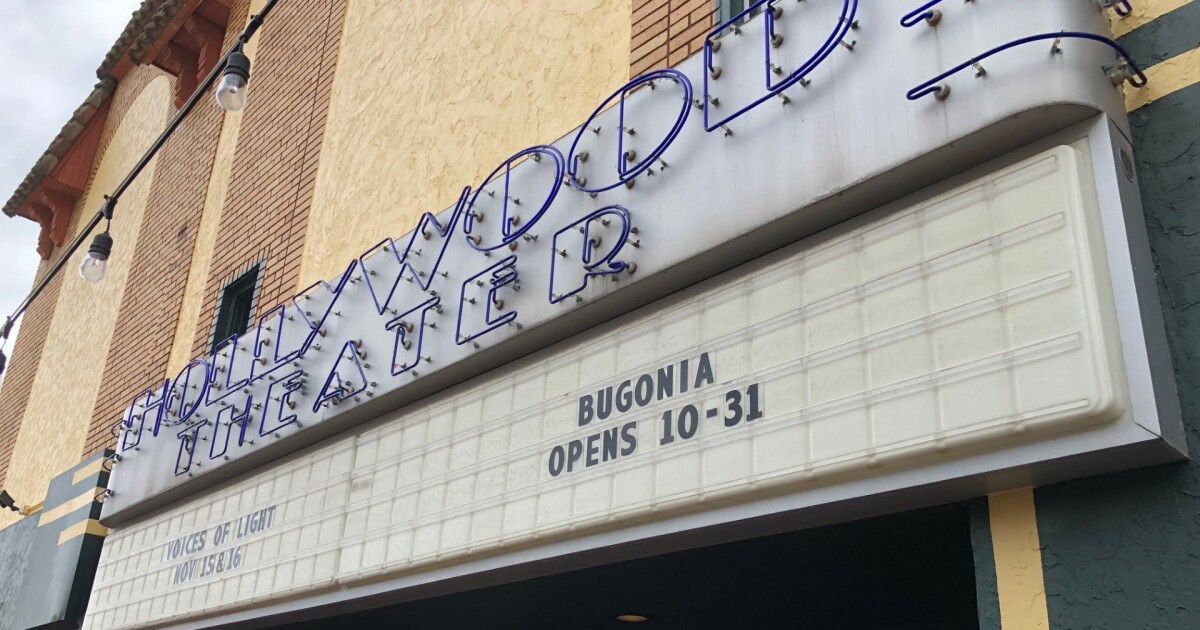 HOLLYWOOD
THEATER
BUGONIA
OPENS 10-31
VOICES OF LIGHT
NOV 15 & 16